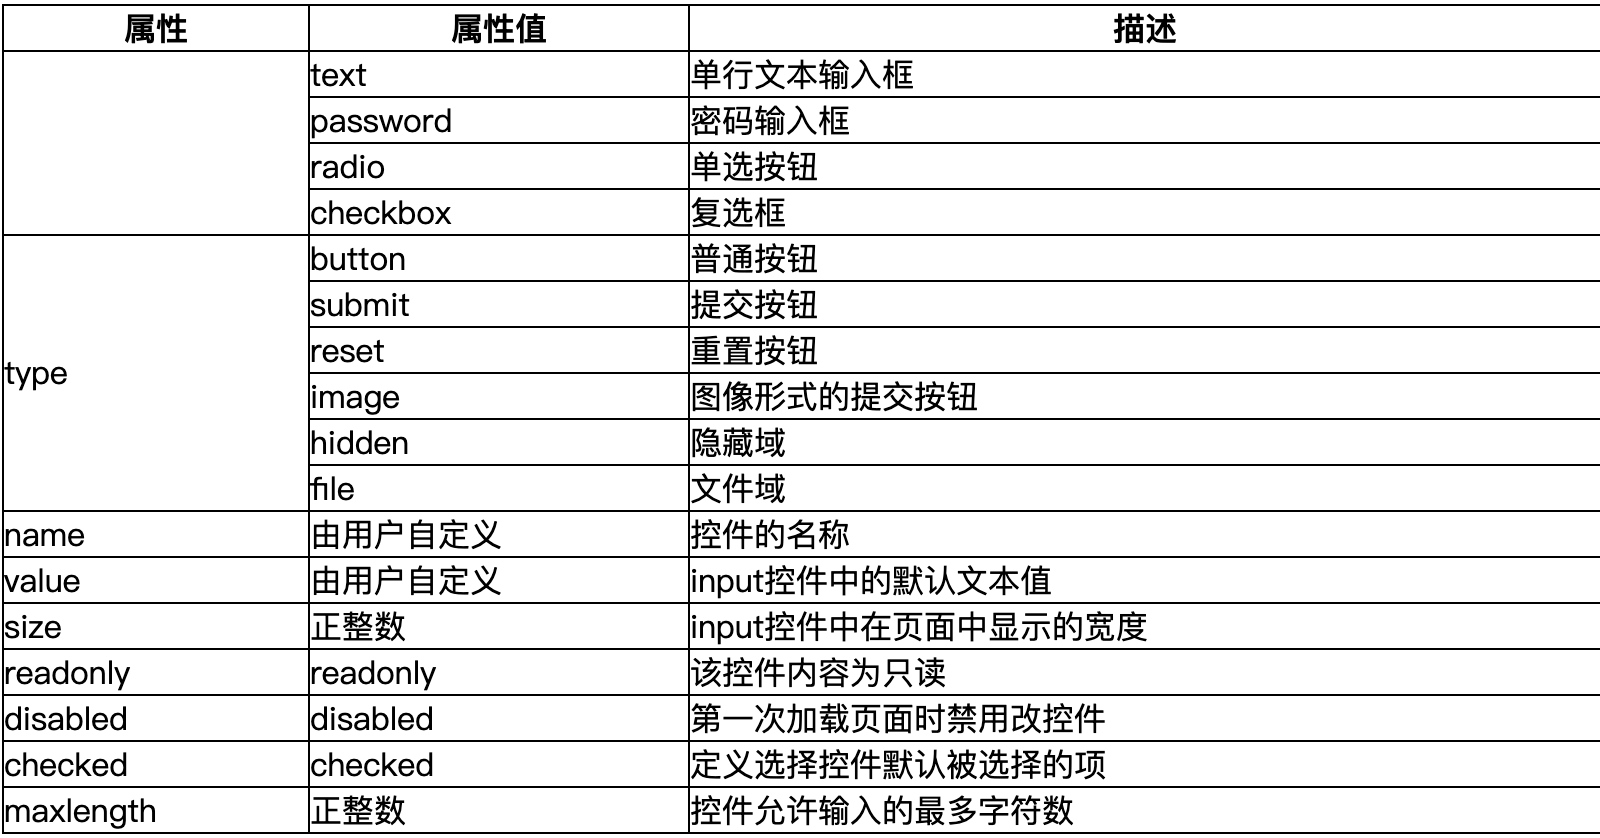 属性 属性值 描述
text 单行文本输入框
password 密码输入框
radio 单选按钮
checkbox 复选框
type button 普通按钮
submit 提交按钮
reset 重置按钮
image 图像形式的提交按钮
hidden 隐藏域
file 文件域
name 由用户自定义 控件的名称
value 由用户自定义 input控件中的默认文本值
size 正整数 input控件中在页面中显示的宽度
readonly readonly 该控件内容为只读
disabled disabled 第一次加载页面时禁用改控件
checked checked 定义选择控件默认被选择的项
maxlength 正整数 控件允许输入的最多字符数